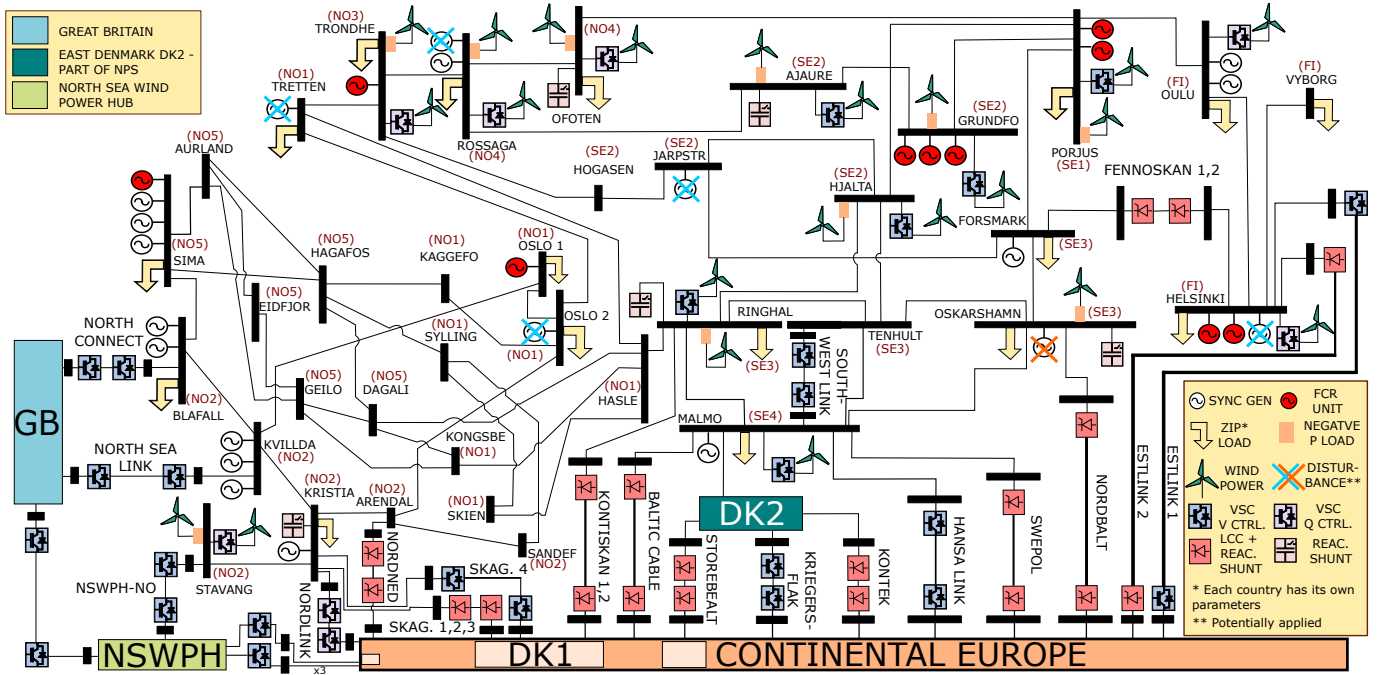 GREAT BRITAIN
EAST DENMARK DK2 -
PART OF NPS
NORTH SEA WIND
POWER HUB
(NO3)
TRONDHE
(NO1)
TRETTEN
(NO4)
OFOTEN
ROSSAGA
(NO4)
(SE2)
AJAURE
(SE2)
GRUNDFO
PORJUS
(SE1)
(FI)
OULU
(FI)
VYBORG
(NO5)
AURLAND
(SE2)
HOGASEN
(SE2)
JARPSTR
(SE2)
HJALTA
FENNOSKAN 1,2
FORSMARK
(SE3)
(NO5)
SIMA
(NO5)
HAGAFOS
(NO1)
KAGGEFO
(NO1)
OSLO 1
OSLO 2
(NO1)
(NO5)
EIDFJOR
(NO1)
SYLLING
(FI)
HELSINKI
RINGHAL
(SE3)
TENHULT
(SE3)
OSKARSHAMN
(SE3)
NORTH
CONNECT
GB
(NO2)
BLAFALL
(NO5)
GEILO
(NO5)
DAGALI
(NO1)
HASLE
SOUTH-
WEST LINK
MALMO
(SE4)
KVILLDA
(NO2)
KONGSBE
(NO1)
NORTH SEA
LINK
(NO2)
KRISTIA
(NO2)
ARENDAL
(NO1)
SKIEN
SANDEF
(NO2)
(NO2)
STAVANG
NSWPH-NO
NORDLINK
NORDNED
SKAG. 4
SKAG. 1,2,3
KONTISKAN 1,2
BALTIC CABLE
DK2
STOREBEALT
KRIEGERS-
FLAK
KONTEK
HANSA LINK
SWEPOL
NORDBALT
ESTLINK 2
ESTLINK 1
NSWPH
x3
DK1
CONTINENTAL EUROPE
SYNC GEN
FCR
UNIT
ZIP*
LOAD
NEGATVE
P LOAD
WIND
POWER
DISTUR-
BANCE**
VSC
V CTRL.
VSC
Q CTRL.
LCC +
REAC.
SHUNT
REAC.
SHUNT
* Each country has its own
parameters
** Potentially applied